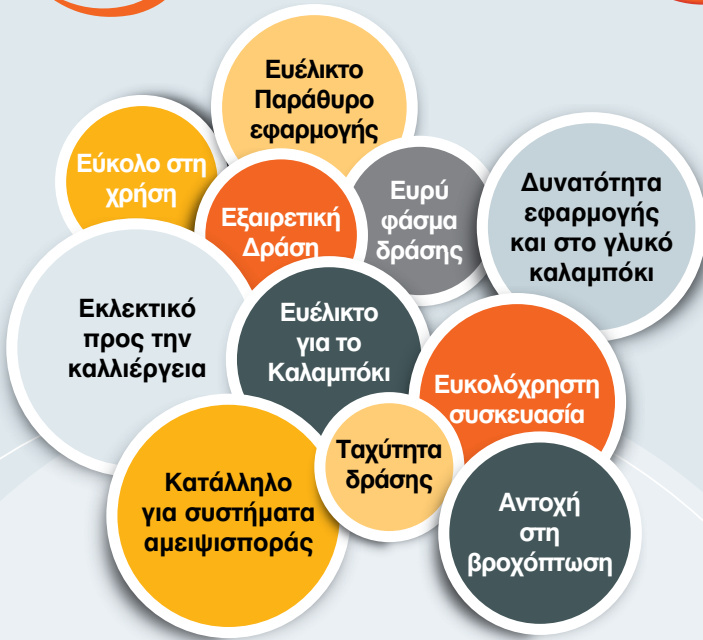 Ευέλικτο
Παράθυρο
εφαρμογής
Εύκολο στη
χρήση
Εξαιρετική
Δράση
Ευρύ
φάσμα
δράσης
Δυνατότητα
εφαρμογής
και στο γλυκό
καλαμπόκι
Εκλεκτικό
προς την
καλλιέργεια
Ευέλικτο
για το
Καλαμπόκι
Ευκολόχρηστη
συσκευασία
Ταχύτητα
δράσης
Κατάλληλο
για συστήματα
αμειψισποράς
Αντοχή
στη
βροχόπτωση